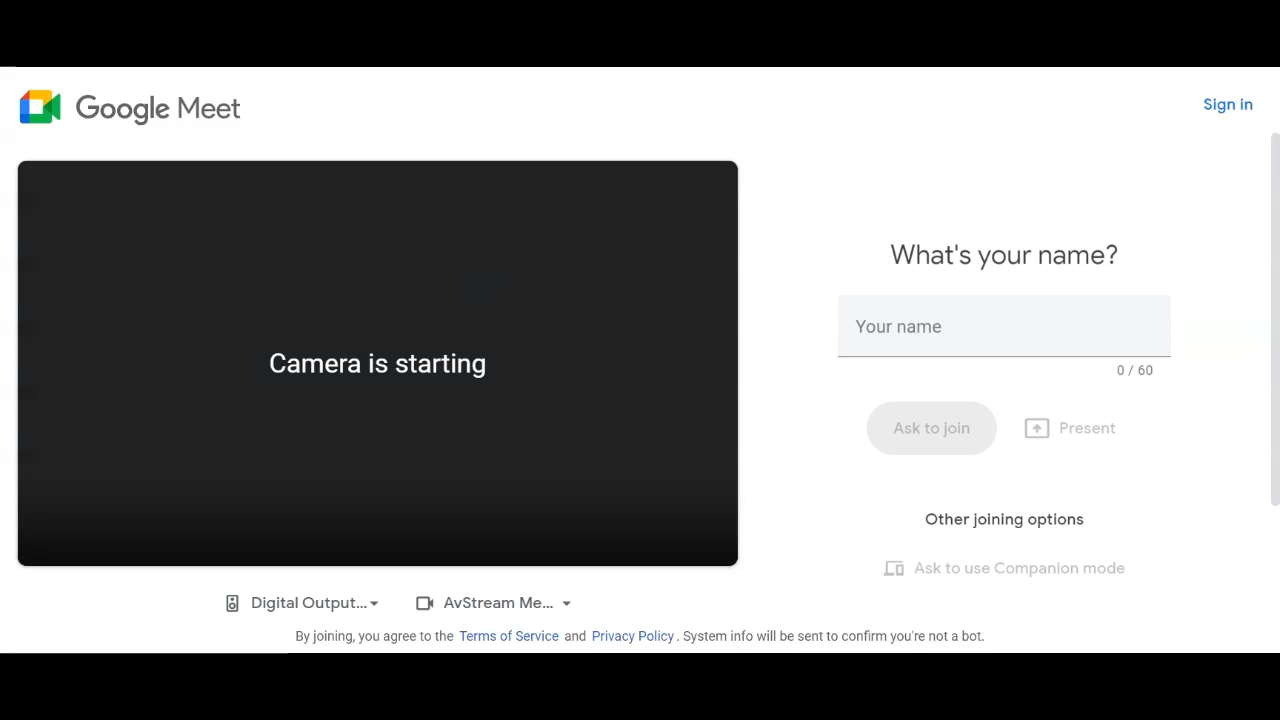 Google Meet
Sign in
Camera is starting
What's your name?
Your name
0 / 60
Ask to join
Present
Other joining options
Ask to use Companion mode
Digital Output...
AvStream Me...
By joining, you agree to the Terms of Service and Privacy Policy. System info will be sent to confirm you're not a bot.